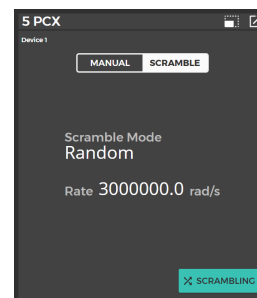 5 PCX
Device 1
MANUAL SCRAMBLE
Scramble Mode
Random
Rate 3000000.0 rad/s
SCRAMBLING